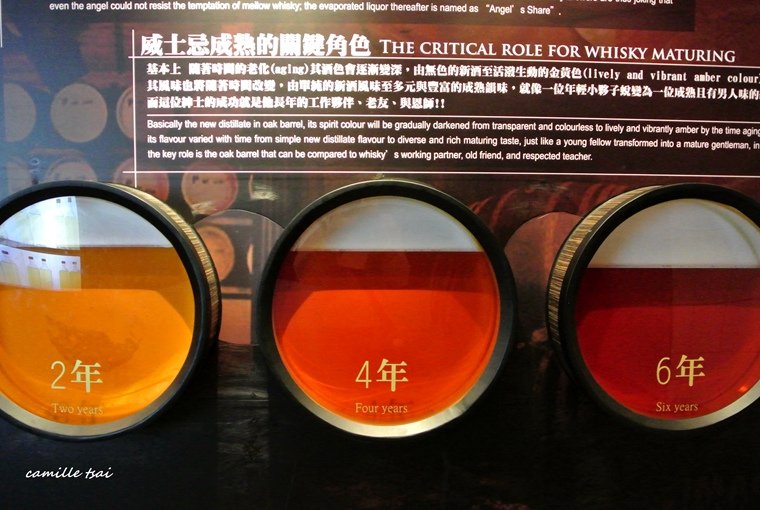 are thus joking that
even the angel could not resist the temptation of mellow whisky; the evaporated liquor thereafter is named as “Angel’s Share”.
威士忌成熟的關鍵角色 THE CRITICAL ROLE FOR WHISKY MATURING
基本上 隨著時間的老化(aging)其酒色會逐漸變深，由無色的新酒至活潑生動的金黃色(lively and vibrant amber colour
其風味也將隨著時間改變，由單純的新酒風味至多元與豐富的成熟韻味，就像一位年輕小夥子蛻變為一位成熟且有男人味的
而這位紳士的成功就是他長年的工作夥伴、老友、與恩師!!
Basically the new distillate in oak barrel, its spirit colour will be gradually darkened from transparent and colourless to lively and vibrantly amber by the time aging
its flavour varied with time from simple new distillate flavour to diverse and rich maturing taste, just like a young fellow transformed into a mature gentleman, in
the key role is the oak barrel that can be compared to whisky’s working partner, old friend, and respected teacher.
2年 4年 6年
Two years Four years Six years
camille tsai